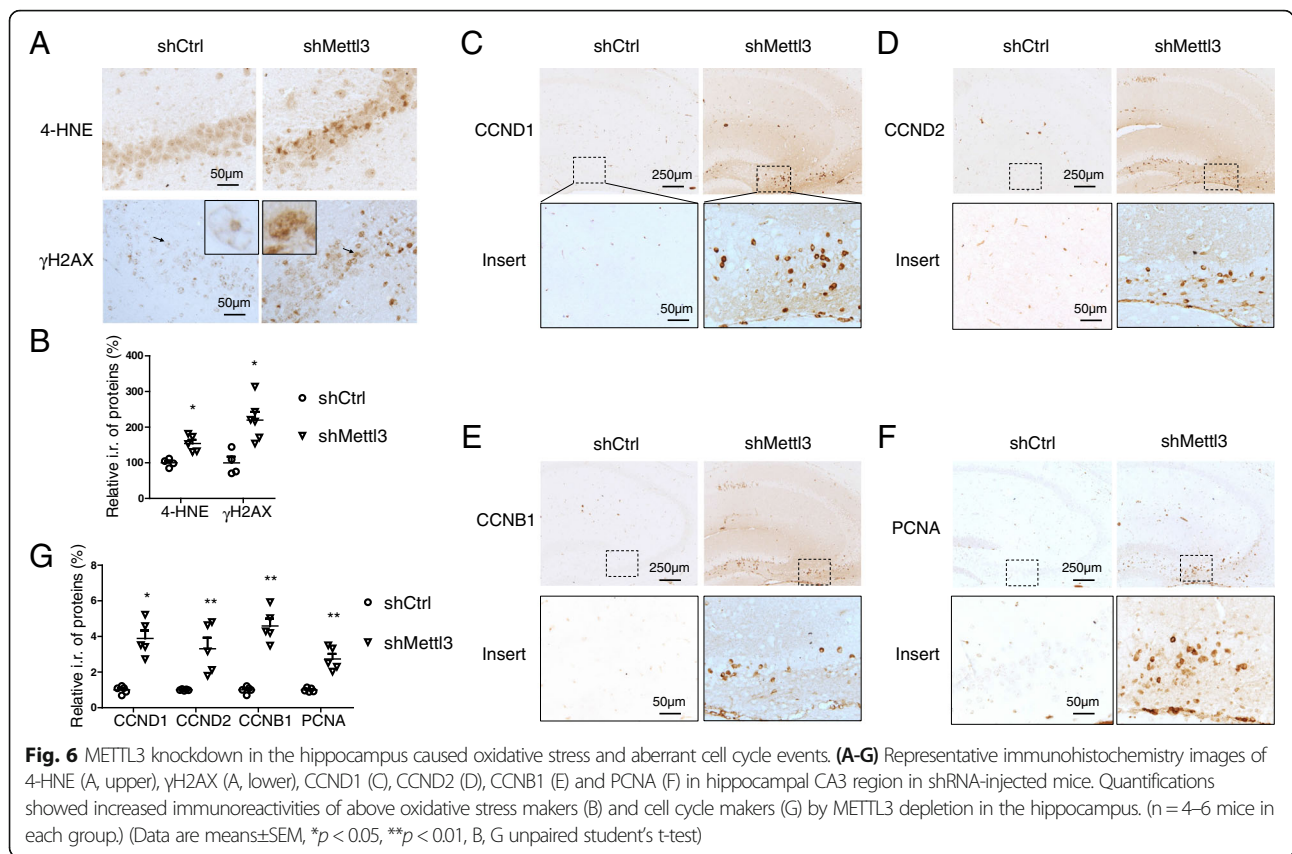 A
shCtrl
shMettl3
4-HNE
50μm
γH2AX
50μm
B
Relative i.r. of proteins (%)
400
300
200
100
0
*
*
4-HNE
γH2AX
shCtrl
shMettl3
C
shCtrl
shMettl3
CCND1
250μm
Insert
50μm
D
shCtrl
shMettl3
CCND2
250μm
Insert
50μm
E
shCtrl
shMettl3
CCNB1
250μm
Insert
50μm
F
shCtrl
shMettl3
PCNA
250μm
Insert
50μm
G
Relative i.r. of proteins (%)
8
6
4
2
0
*
**
**
**
CCND1
CCND2
CCNB1
PCNA
shCtrl
shMettl3
Fig. 6 METTL3 knockdown in the hippocampus caused oxidative stress and aberrant cell cycle events. (A-G) Representative immunohistochemistry images of
4-HNE (A, upper), γH2AX (A, lower), CCND1 (C), CCND2 (D), CCNB1 (E) and PCNA (F) in hippocampal CA3 region in shRNA-injected mice. Quantifications
showed increased immunoreactivities of above oxidative stress makers (B) and cell cycle makers (G) by METTL3 depletion in the hippocampus. (n = 4–6 mice in
each group.) (Data are means±SEM, *p < 0.05, **p < 0.01, B, G unpaired student's t-test)